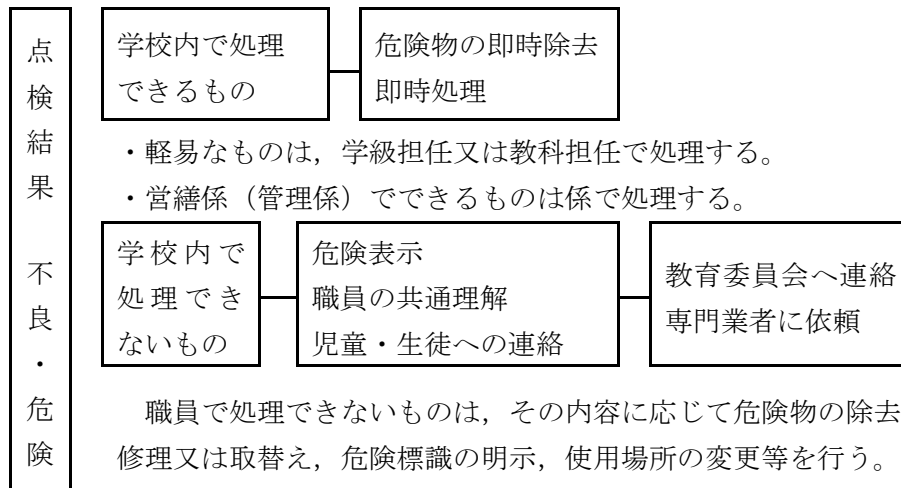 点検結果 不良・危険
学校内で処理
できるもの
危険物の即時除去
即時処理
・軽易なものは，学級担任又は教科担任で処理する。
・営繕係（管理係）でできるものは係で処理する。
学校内で
処理でき
ないもの
危険表示
職員の共通理解
児童・生徒への連絡
教育委員会へ連絡
専門業者に依頼
職員で処理できないものは，その内容に応じて危険物の除去
修理又は取替え，危険標識の明示，使用場所の変更等を行う。